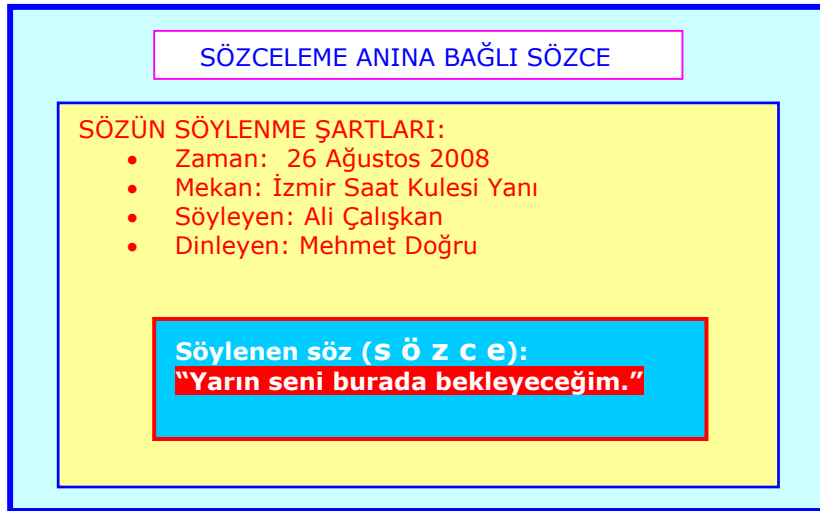 SÖZCELEME ANINA BAĞLI SÖZCE
SÖZÜN SÖYLENME ŞARTLARI:
• Zaman: 26 Ağustos 2008
• Mekan: İzmir Saat Kulesi Yanı
• Söyleyen: Ali Çalışkan
• Dinleyen: Mehmet Doğru
Söylenen söz (s ö z c e):
“Yarın seni burada bekleyeceğim.”